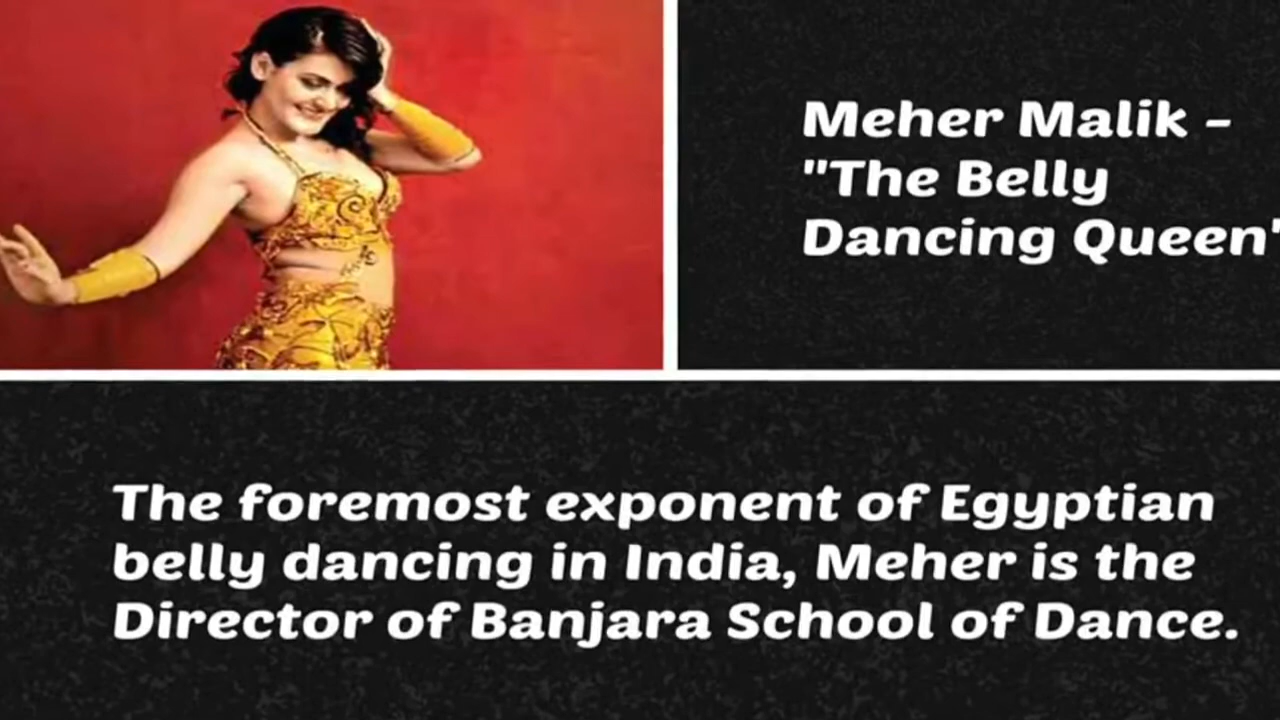 Meher Malik -
"The Belly
Dancing Queen"
The foremost exponent of Egyptian
belly dancing in India, Meher is the
Director of Banjara School of Dance.